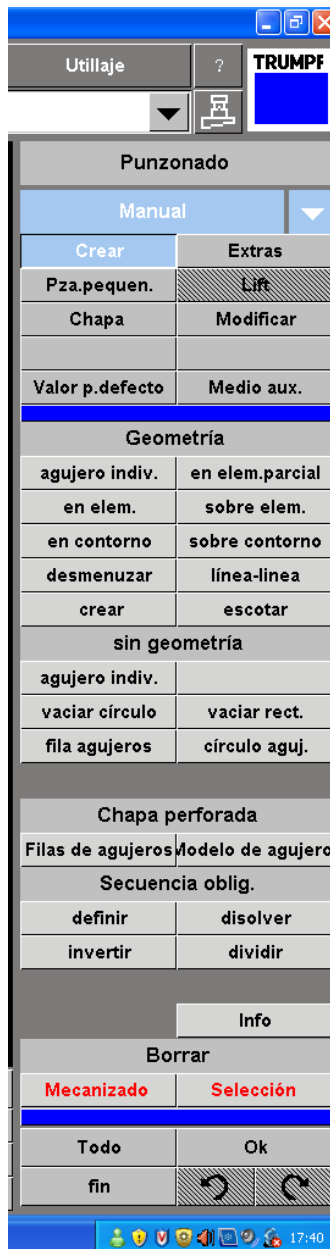 Utillaje ? TRUMPF
Punzonado
Manual
Crear Extras
Pza.pequen. Lift
Chapa Modificar
Valor p.defecto Medio aux.
Geometría
agujero indiv. en elem.parcial
en elem. sobre elem.
en contorno sobre contorno
desmenuzar línea-linea
crear escotar
sin geometría
agujero indiv.
vaciar círculo vaciar rect.
fila agujeros círculo aguj.
Chapa perforada
Filas de agujeros Modelo de agujero
Secuencia oblig.
definir disolver
invertir dividir
Info
Borrar
Mecanizado Selección
Todo Ok
fin
17:40